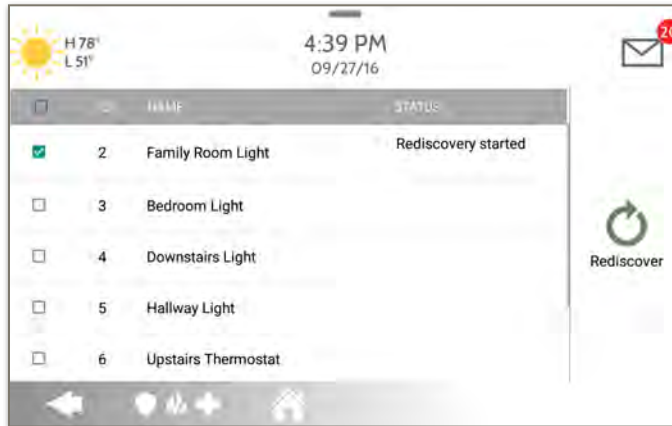 H 78°
L 51°
4:39 PM
09/27/16
ID NAME STATUS
2 Family Room Light Rediscovery started
3 Bedroom Light
4 Downstairs Light
5 Hallway Light
6 Upstairs Thermostat
Rediscover